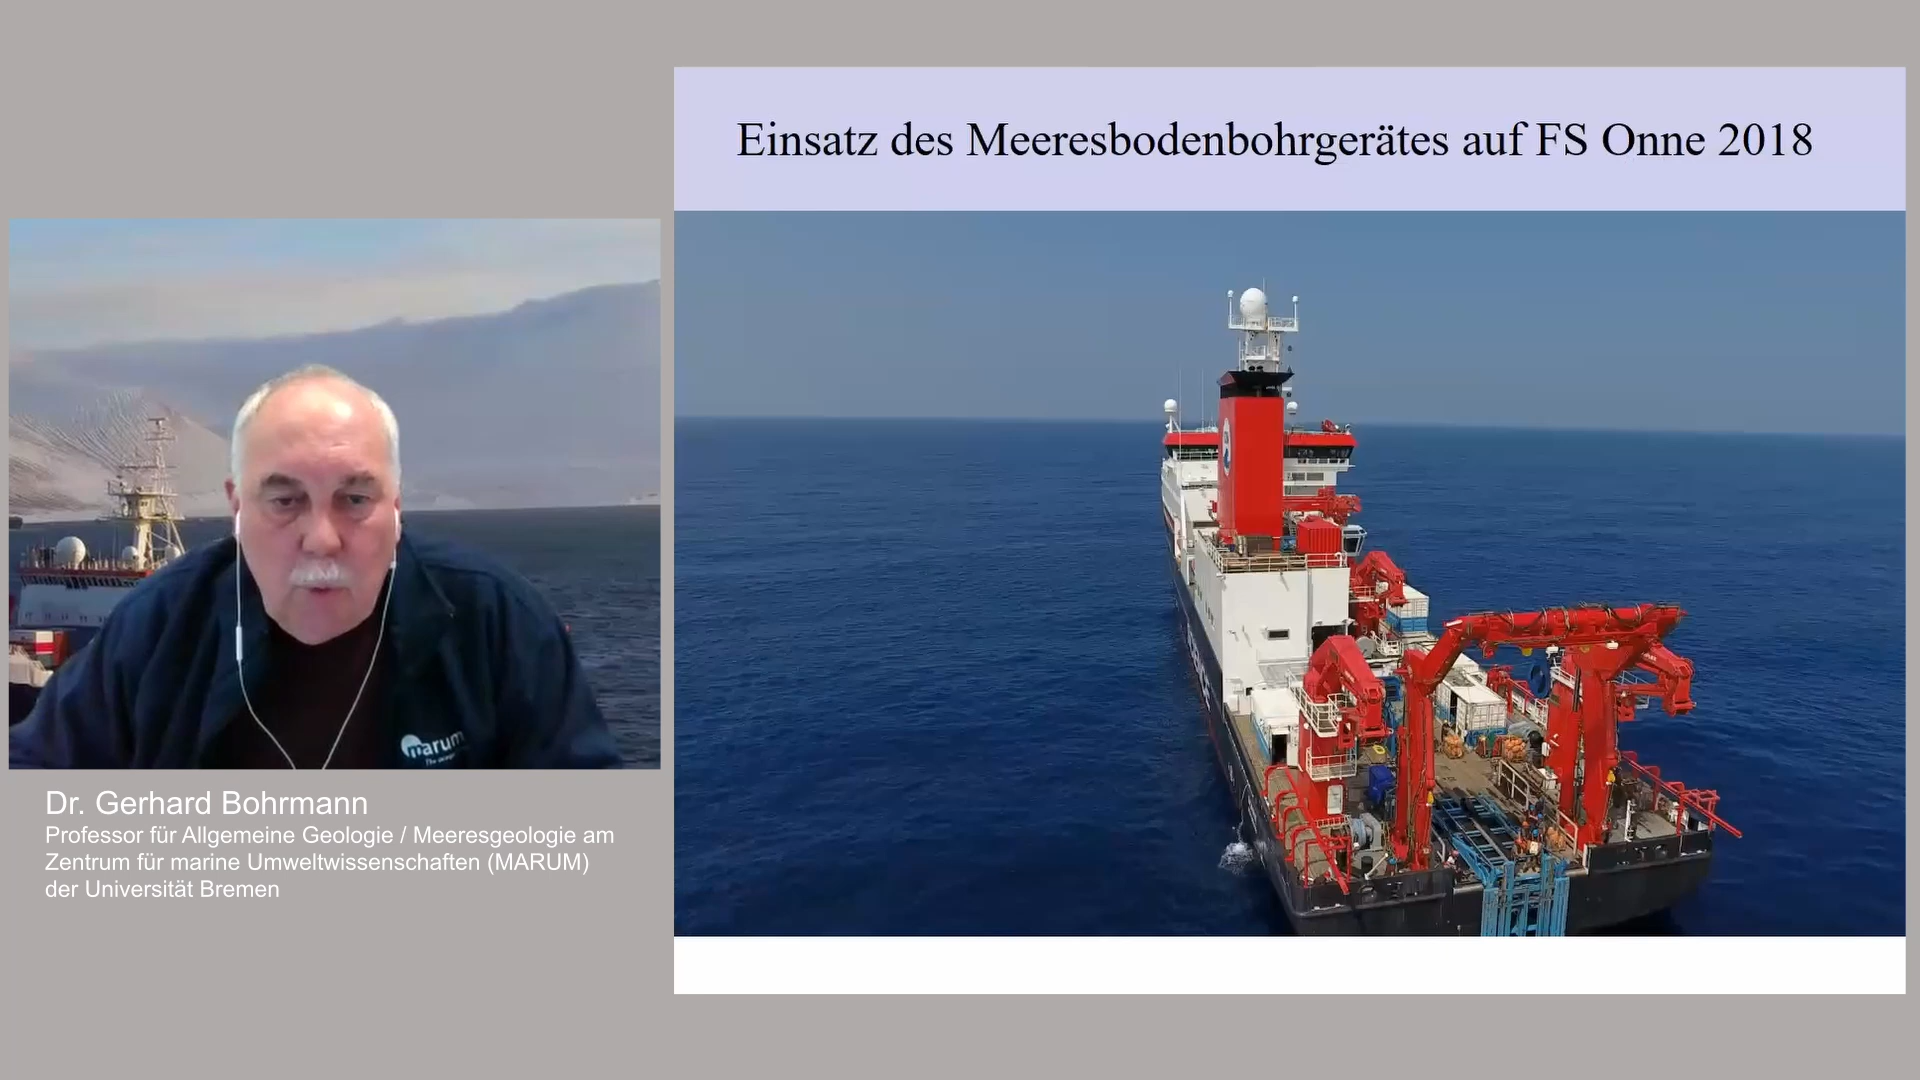 Einsatz des Meeresbodenbohrgerätes auf FS Onne 2018
marum
Dr. Gerhard Bohrmann
Professor für Allgemeine Geologie / Meeresgeologie am
Zentrum für marine Umweltwissenschaften (MARUM)
der Universität Bremen